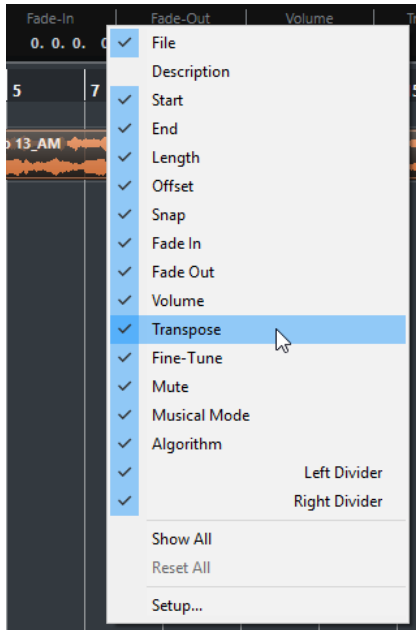 Fade-In Fade-Out Volume
0. 0. 0.
5 7
13_AM
File
Description
Start
End
Length
Offset
Snap
Fade In
Fade Out
Volume
Transpose
Fine-Tune
Mute
Musical Mode
Algorithm
Left Divider
Right Divider
Show All
Reset All
Setup...